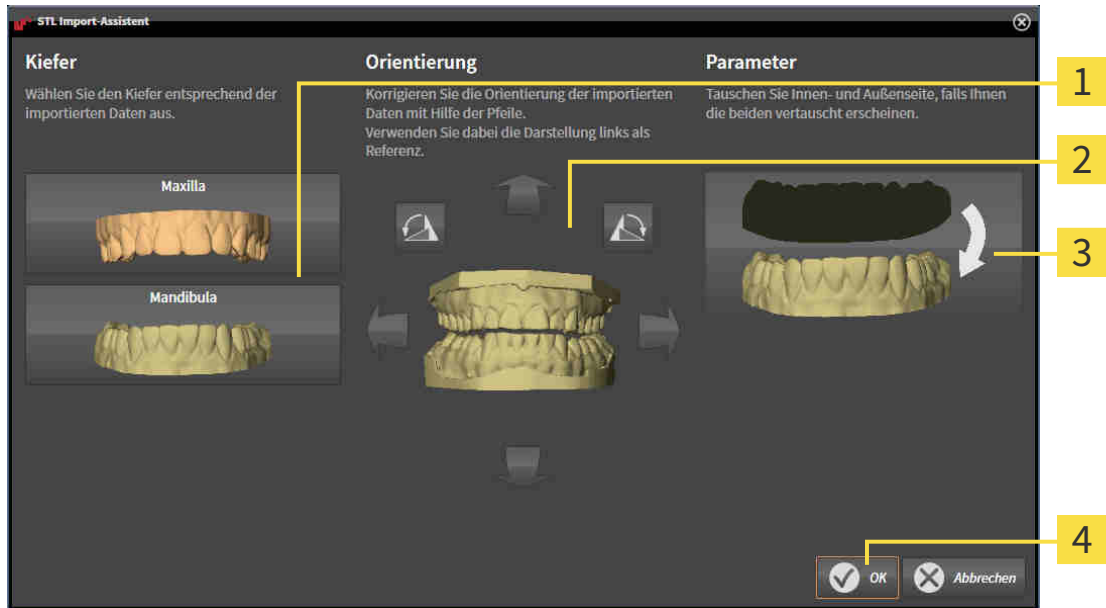 STL Import-Assistent
Kiefer
Wählen Sie den Kiefer entsprechend der
importierten Daten aus.
Maxilla
Mandibula
Orientierung
Korrigieren Sie die Orientierung der importierten
Daten mit Hilfe der Pfeile.
Verwenden Sie dabei die Darstellung links als
Referenz.
Parameter
Tauschen Sie Innen- und Außenseite, falls Ihnen
die beiden vertauscht erscheinen.
OK
Abbrechen
1
2
3
4